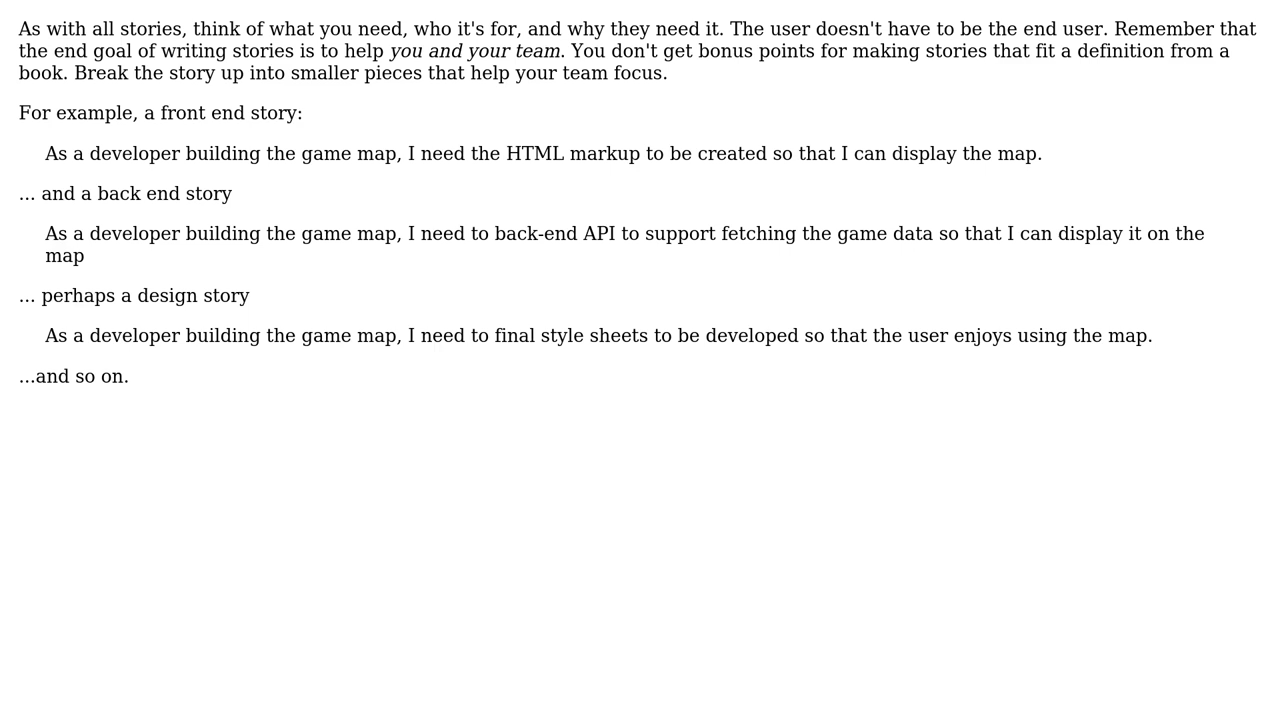 As with all stories, think of what you need, who it's for, and why they need it. The user doesn't have to be the end user. Remember that
the end goal of writing stories is to help you and your team. You don't get bonus points for making stories that fit a definition from a
book. Break the story up into smaller pieces that help your team focus.
For example, a front end story:
As a developer building the game map, I need the HTML markup to be created so that I can display the map.
... and a back end story
As a developer building the game map, I need to back-end API to support fetching the game data so that I can display it on the
map
... perhaps a design story
As a developer building the game map, I need to final style sheets to be developed so that the user enjoys using the map.
...and so on.